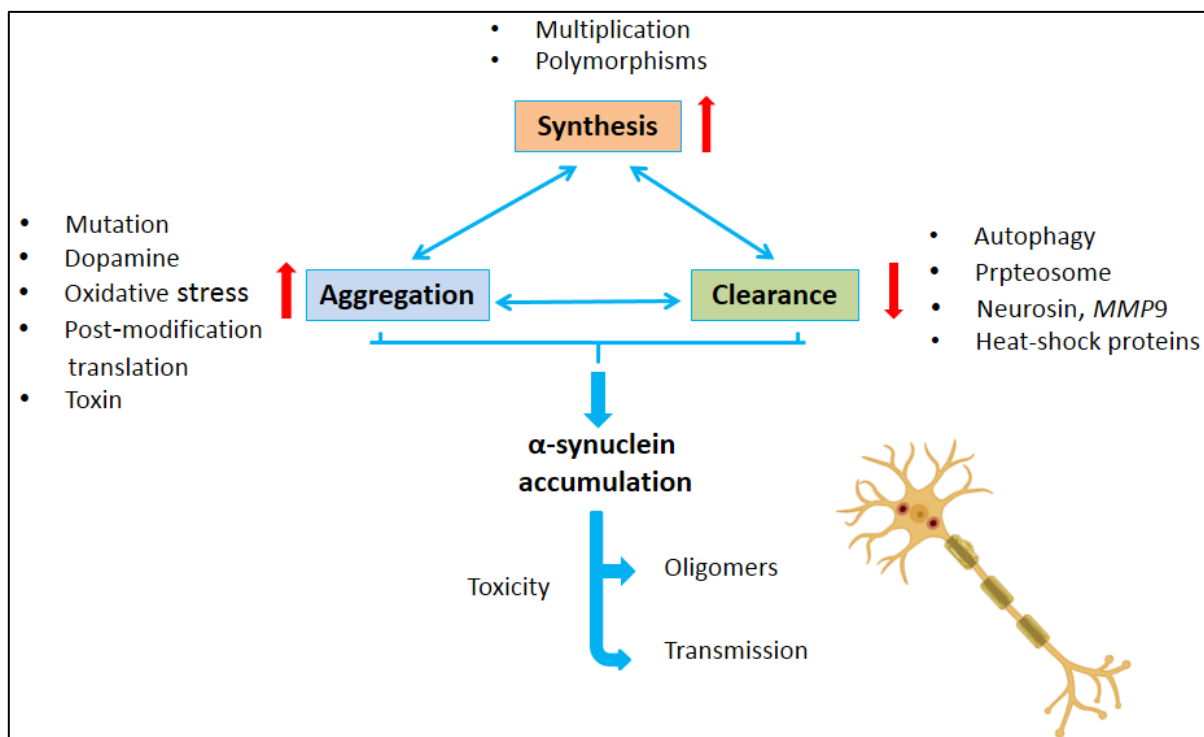 • Multiplication
• Polymorphisms
Synthesis
• Mutation
• Dopamine
• Oxidative stress
• Post-modification
translation
• Toxin
Aggregation
Clearance
• Autophagy
• Prpteosome
• Neurosin, MMP9
• Heat-shock proteins
α-synuclein
accumulation
Toxicity
Oligomers
Transmission